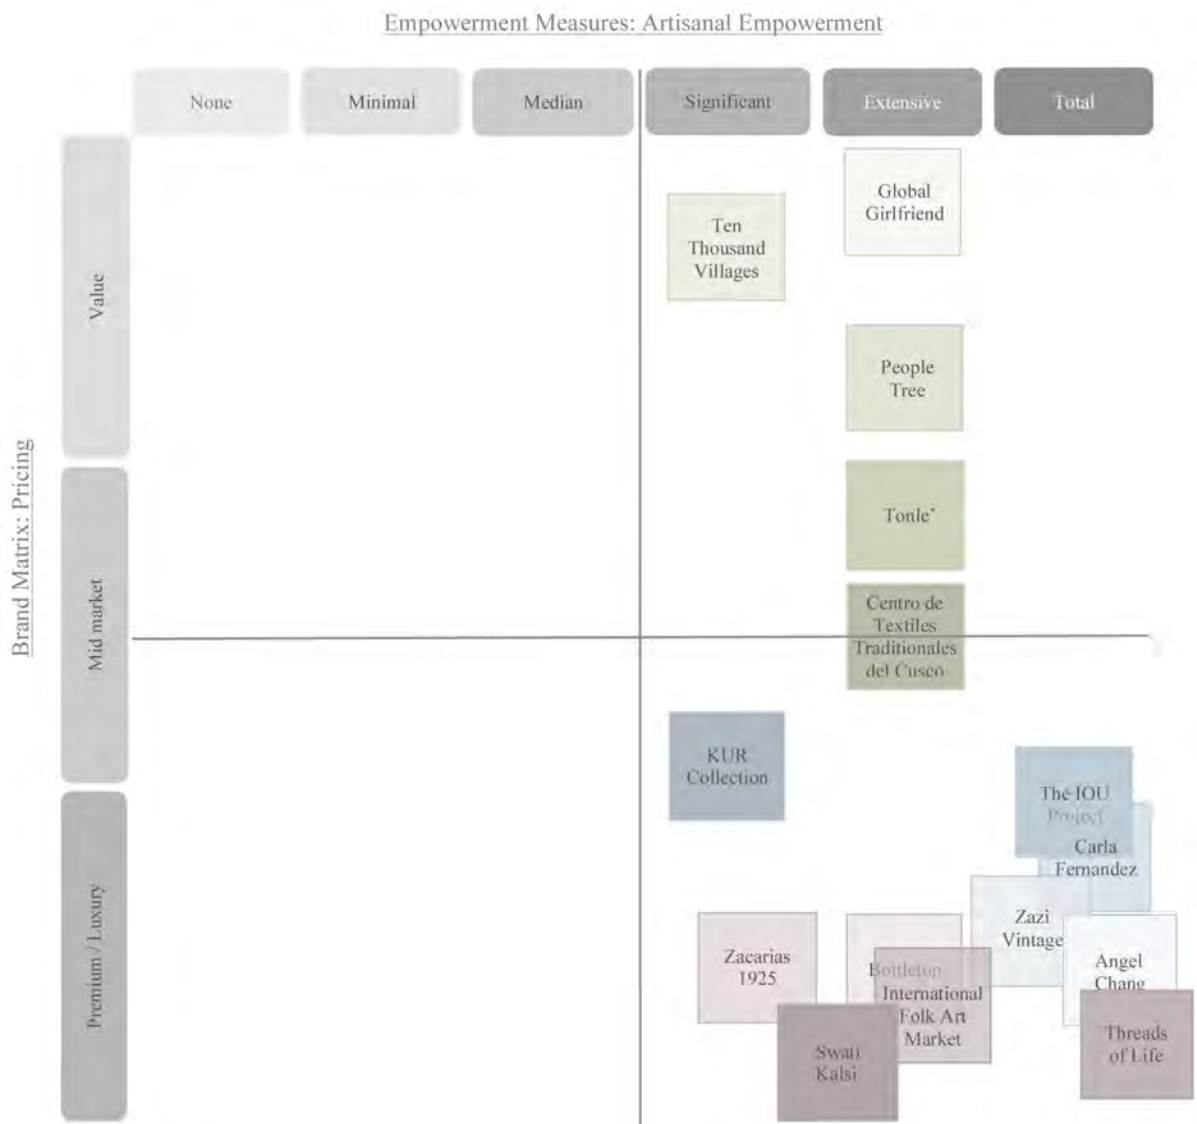 Empowerment Measures: Artisanal Empowerment
None
Minimal
Median
Significant
Extensive
Total
Brand Matrix: Pricing
Value
Mid market
Premium / Luxury
Global
Girlfriend
Ten
Thousand
Villages
People
Tree
Tonle'
Centro de
Textiles
Traditionales
del Cusco
KUR
Collection
The IOU
Project
Carla
Fernandez
Zazi
Vintage
Zacarias
1925
Bottletop
International
Folk Art
Market
Angel
Chang
Swati
Kalsi
Threads
of Life